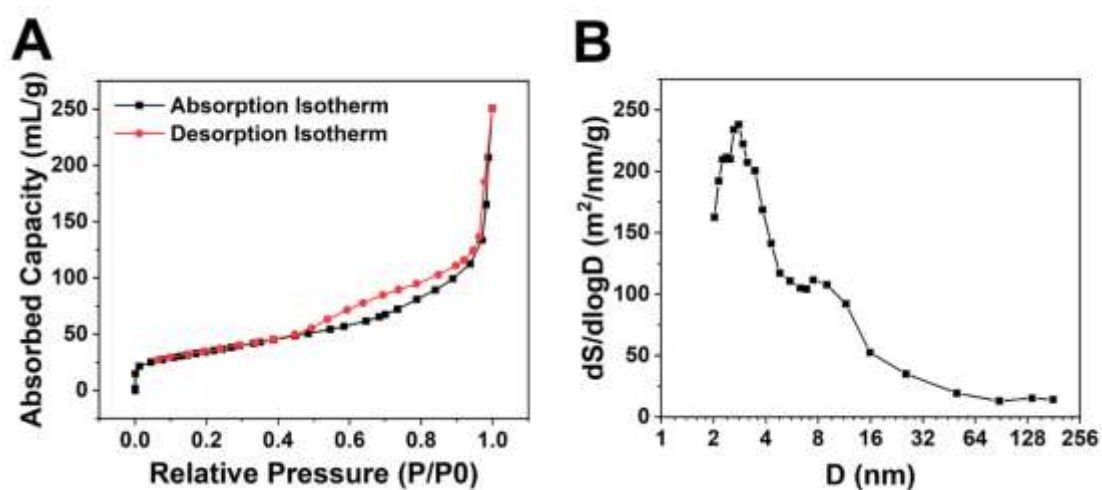 A
Absorbed Capacity (mL/g)
250
200
150
100
50
0
Absorption Isotherm
Desorption Isotherm
0.0 0.2 0.4 0.6 0.8 1.0
Relative Pressure (P/P0)
B
dS/dlogD (m²/nm/g)
250
200
150
100
50
0
1 2 4 8 16 32 64 128 256
D (nm)